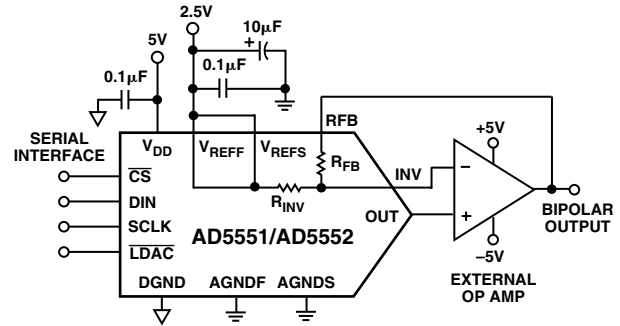 2.5V
10μF
+
5V
0.1μF
0.1μF
RFB
SERIAL
INTERFACE
VDD
VREFF
VREFS
RFB
+5V
CS
INV
−
DIN
RINV
OUT
+
BIPOLAR
OUTPUT
SCLK
AD5551/AD5552
LDAC
−5V
DGND
AGNDF
AGNDS
EXTERNAL
OP AMP